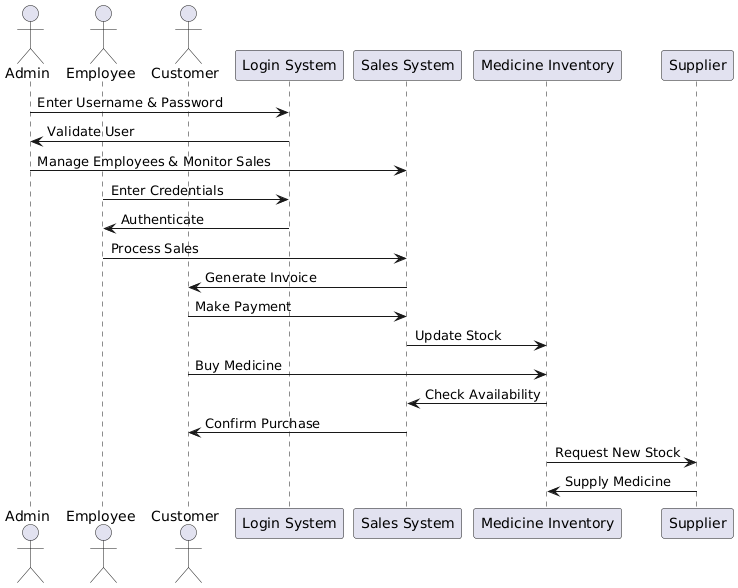 Admin
Employee
Customer
Login System
Sales System
Medicine Inventory
Supplier
Enter Username & Password
Validate User
Manage Employees & Monitor Sales
Enter Credentials
Authenticate
Process Sales
Generate Invoice
Make Payment
Update Stock
Buy Medicine
Check Availability
Confirm Purchase
Request New Stock
Supply Medicine
Admin
Employee
Customer
Login System
Sales System
Medicine Inventory
Supplier